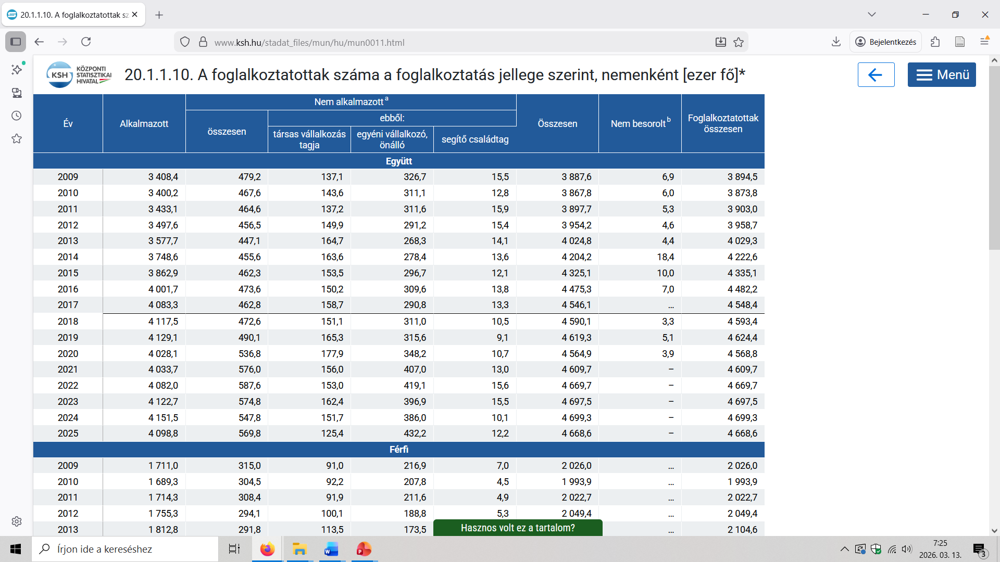 20.1.1.10. A foglalkoztatottak sz
www.ksh.hu/stadat_files/mun/hu/mun0011.html
Bejelentkezés
KSH KÖZPONTI
STATISZTIKAI
HIVATAL
20.1.1.10. A foglalkoztatottak száma a foglalkoztatás jellege szerint, nemenként [ezer fő]*
Menü
Nem alkalmazott a
ebből:
Év Alkalmazott összesen társas vállalkozás egyéni vállalkozó, segítő családtag Összesen Nem besorolt b Foglalkoztatottak
tagja önálló összesen
Együtt
2009 3 408,4 479,2 137,1 326,7 15,5 3 887,6 6,9 3 894,5
2010 3 400,2 467,6 143,6 311,1 12,8 3 867,8 6,0 3 873,8
2011 3 433,1 464,6 137,2 311,6 15,9 3 897,7 5,3 3 903,0
2012 3 497,6 456,5 149,9 291,2 15,4 3 954,2 4,6 3 958,7
2013 3 577,7 447,1 164,7 268,3 14,1 4 024,8 4,4 4 029,3
2014 3 748,6 455,6 163,6 278,4 13,6 4 204,2 18,4 4 222,6
2015 3 862,9 462,3 153,5 296,7 12,1 4 325,1 10,0 4 335,1
2016 4 001,7 473,6 150,2 309,6 13,8 4 475,3 7,0 4 482,2
2017 4 083,3 462,8 158,7 290,8 13,3 4 546,1 ... 4 548,4
2018 4 117,5 472,6 151,1 311,0 10,5 4 590,1 3,3 4 593,4
2019 4 129,1 490,1 165,3 315,6 9,1 4 619,3 5,1 4 624,4
2020 4 028,1 536,8 177,9 348,2 10,7 4 564,9 3,9 4 568,8
2021 4 033,7 576,0 156,0 407,0 13,0 4 609,7 – 4 609,7
2022 4 082,0 587,6 153,0 419,1 15,6 4 669,7 – 4 669,7
2023 4 122,7 574,8 162,4 396,9 15,5 4 697,5 – 4 697,5
2024 4 151,5 547,8 151,7 386,0 10,1 4 699,3 – 4 699,3
2025 4 098,8 569,8 125,4 432,2 12,2 4 668,6 – 4 668,6
Férfi
2009 1 711,0 315,0 91,0 216,9 7,0 2 026,0 ... 2 026,0
2010 1 689,3 304,5 92,2 207,8 4,5 1 993,9 ... 1 993,9
2011 1 714,3 308,4 91,9 211,6 4,9 2 022,7 ... 2 022,7
2012 1 755,3 294,1 100,1 188,8 5,3 2 049,4 ... 2 049,4
2013 1 812,8 291,8 113,5 173,5 ... 2 104,6
Hasznos volt ez a tartalom?
Írjon ide a kereséshez
7:25
2026. 03. 13.
3